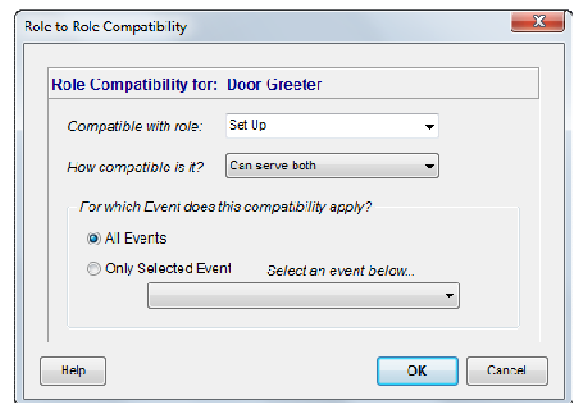 Role to Role Compatibility
Role Compatibility for: Door Greeter
Compatible with role: Set Up
How compatible is it? Can serve both
For which Event does this compatibility apply?
All Events
Only Selected Event Select an event below...
Help OK Cancel